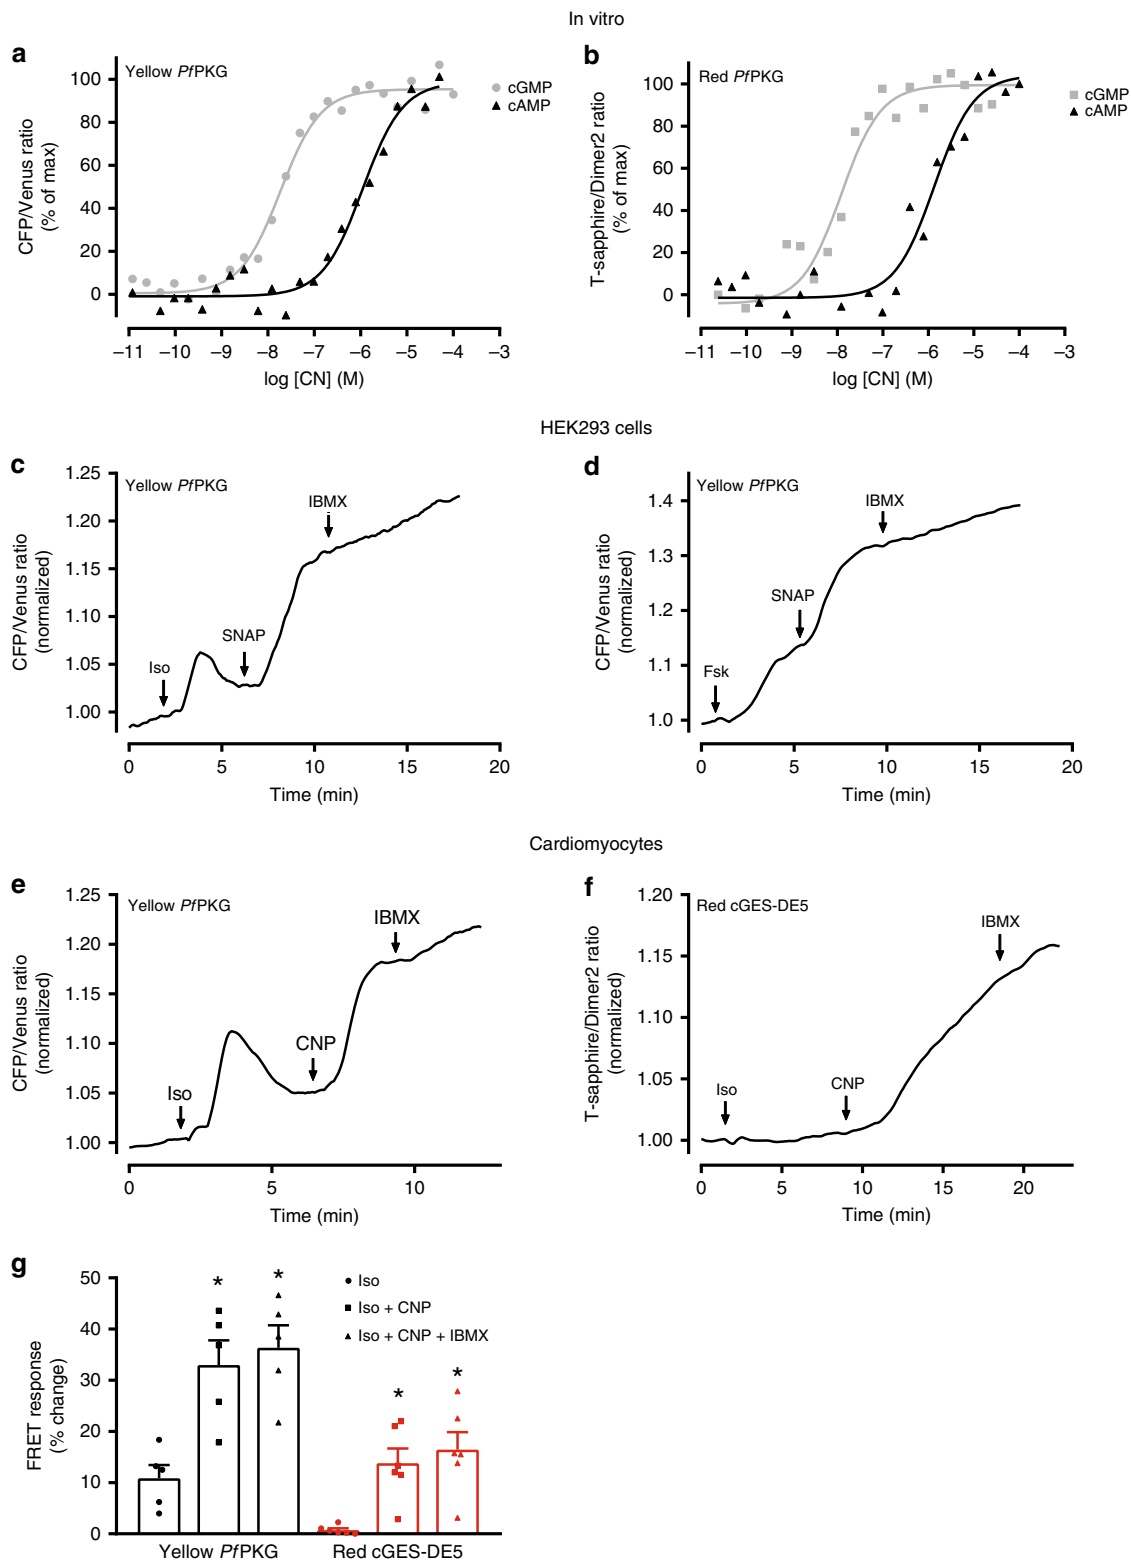 In vitro
a
Yellow PfPKG
CFP/Venus ratio
(% of max)
100
80
60
40
20
0
–11 –10 –9 –8 –7 –6 –5 –4 –3
log [CN] (M)
cGMP
cAMP
b
Red PfPKG
T-sapphire/Dimer2 ratio
(% of max)
100
80
60
40
20
0
–11 –10 –9 –8 –7 –6 –5 –4 –3
log [CN] (M)
cGMP
cAMP
HEK293 cells
c
Yellow PfPKG
CFP/Venus ratio
(normalized)
1.25
1.20
1.15
1.10
1.05
1.00
Iso
SNAP
IBMX
0 5 10 15 20
Time (min)
d
Yellow PfPKG
CFP/Venus ratio
(normalized)
1.4
1.3
1.2
1.1
1.0
Fsk
SNAP
IBMX
0 5 10 15 20
Time (min)
Cardiomyocytes
e
Yellow PfPKG
CFP/Venus ratio
(normalized)
1.25
1.20
1.15
1.10
1.05
1.00
Iso
CNP
IBMX
0 5 10
Time (min)
f
Red cGES-DE5
T-sapphire/Dimer2 ratio
(normalized)
1.20
1.15
1.10
1.05
1.00
Iso
CNP
IBMX
0 5 10 15 20
Time (min)
g
FRET response
(% change)
50
40
30
20
10
0
* * * *
Iso
Iso + CNP
Iso + CNP + IBMX
Yellow PfPKG
Red cGES-DE5